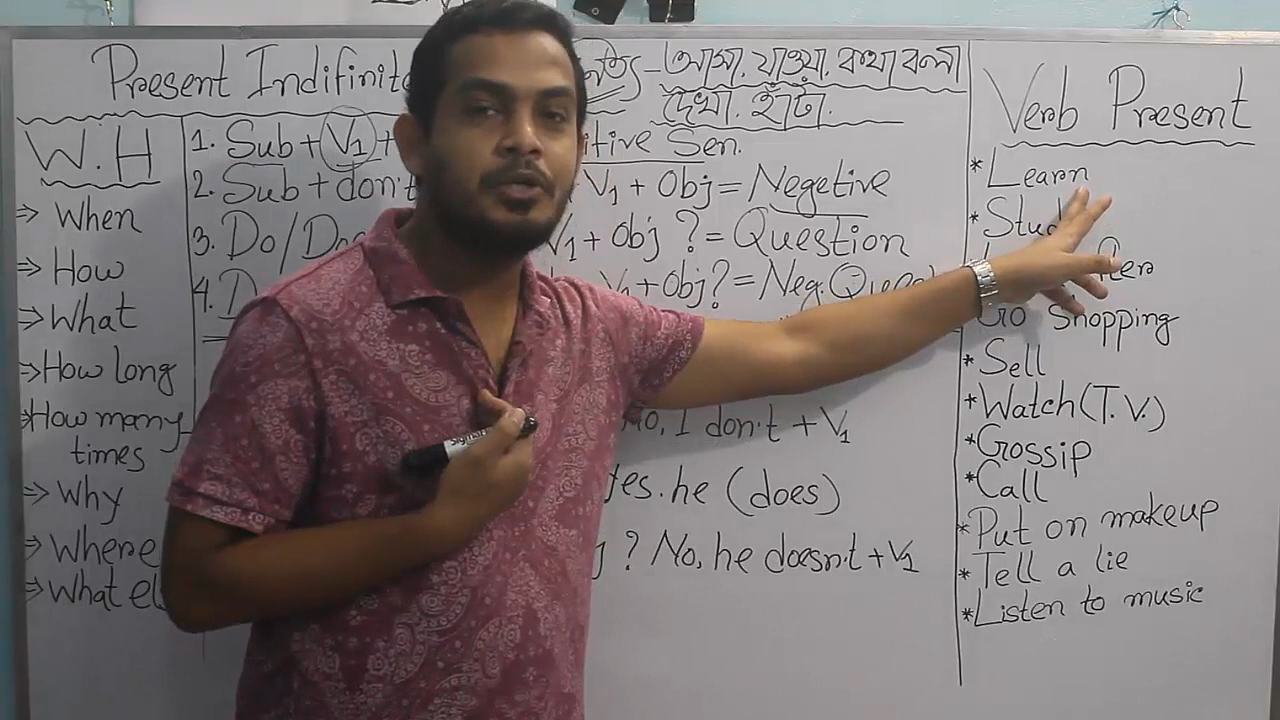 Present Indifinite
নিত্য - আসা. যাওয়া. কথা বলা
দেখা. হাঁটা.
W.H
⇒ When
⇒ How
⇒ What
⇒ How long
⇒ How many
times
⇒ Why
⇒ Where
⇒ What el
1. Sub + V1 + itive Sen.
2. Sub + don't V1 + Obj = Negetive
3. Do/Doe V1 + Obj ? = Question
4. D V1 + Obj? = Neg. Quest
No, I don't + V1
Yes. he (does)
? No, he doesn't + V1
Verb Present
* Learn
* Stud
ter
Go Shopping
* Sell
* Watch (T.V.)
* Gossip
* Call
* Put on makeup
* Tell a lie
* Listen to music